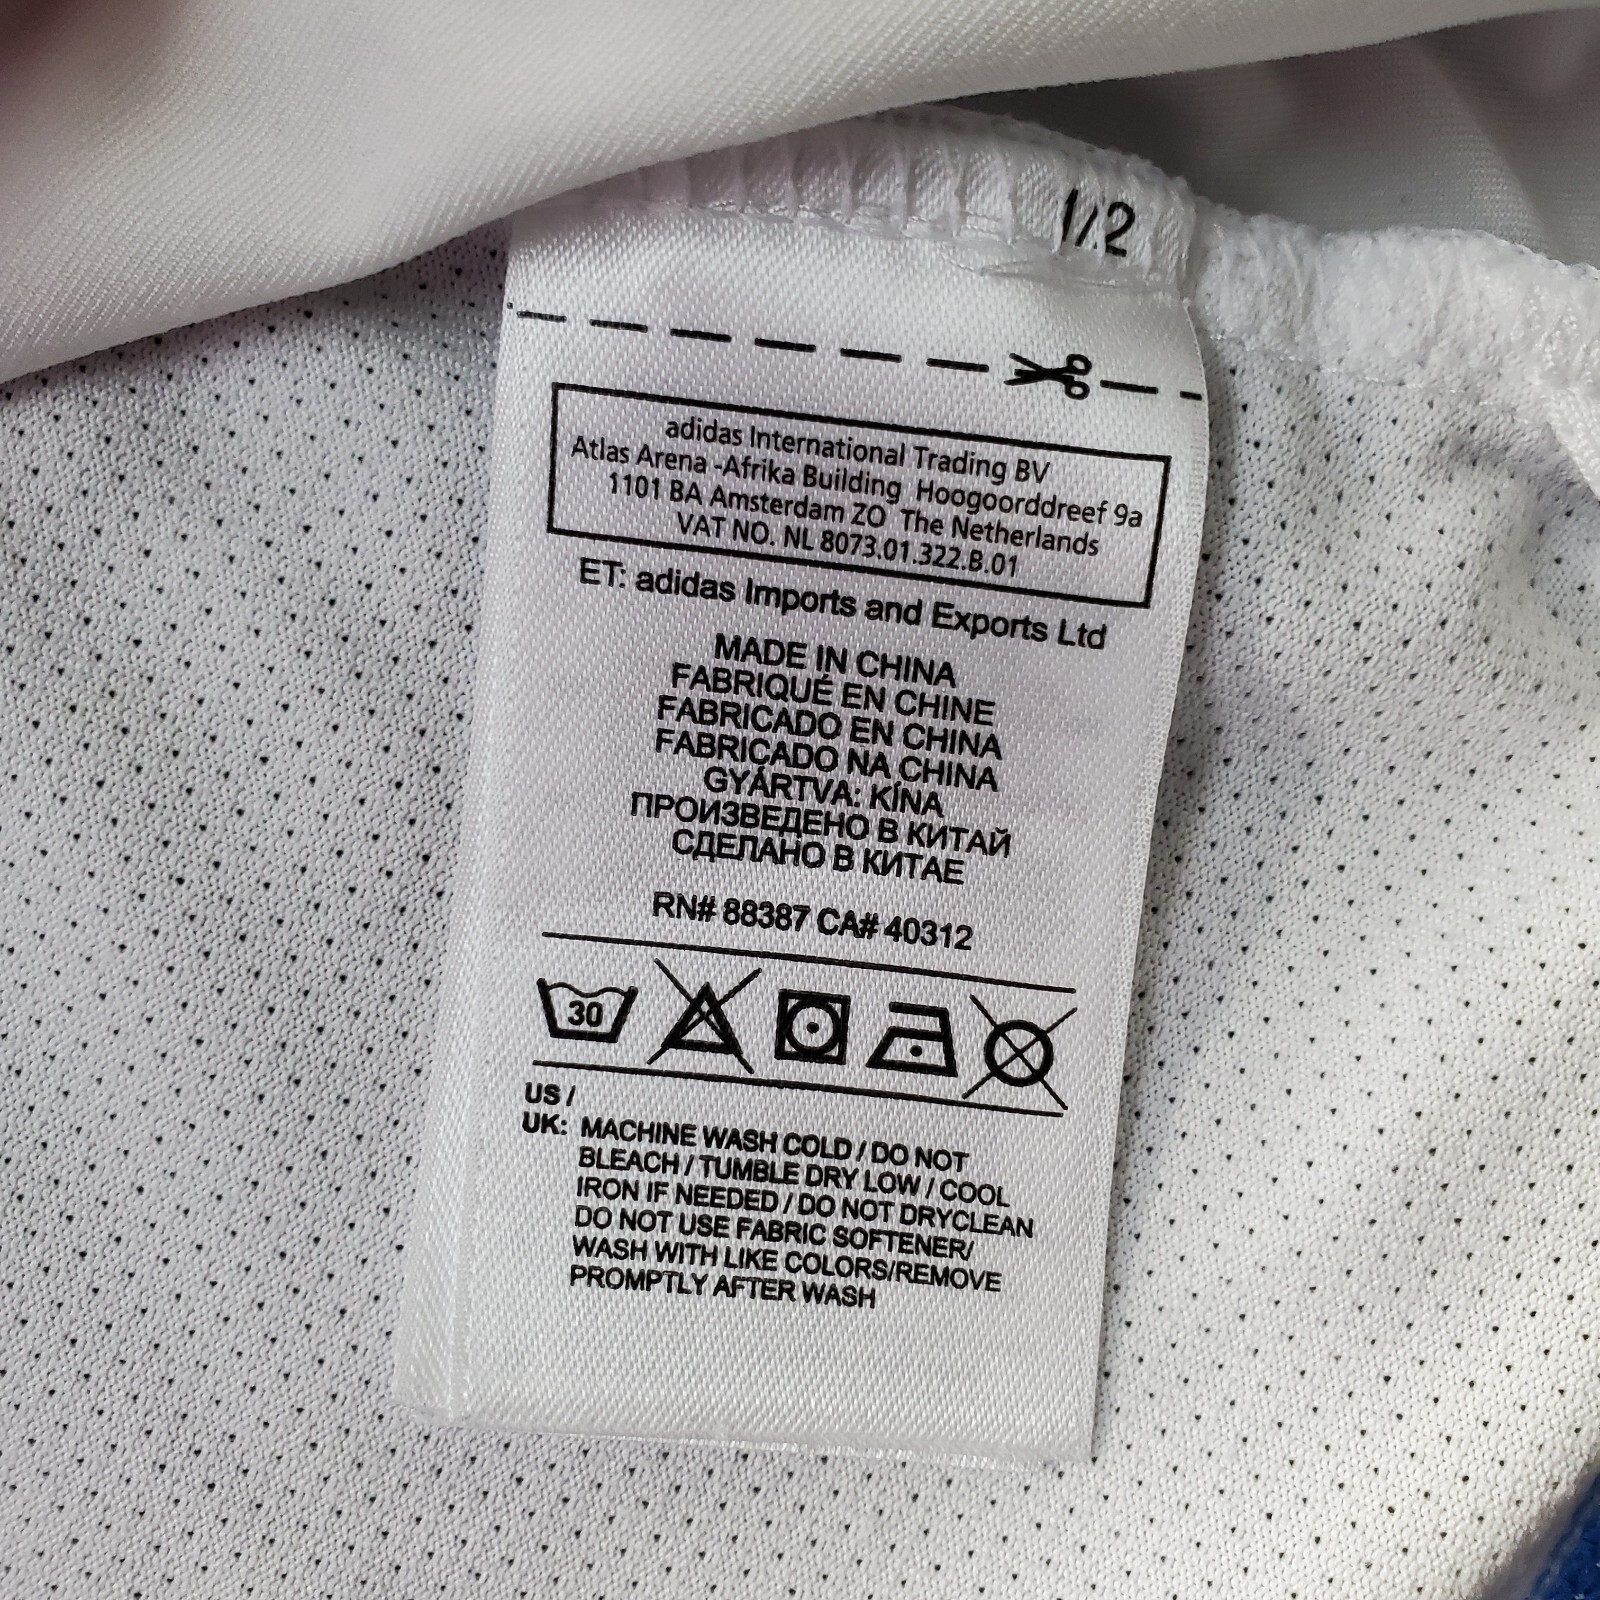 1/2
adidas International Trading BV
Atlas Arena -Afrika Building Hoogoorddreef 9a
1101 BA Amsterdam ZO The Netherlands
VAT NO. NL 8073.01.322.B.01
ET: adidas Imports and Exports Ltd
MADE IN CHINA
FABRIQUÉ EN CHINE
FABRICADO EN CHINA
FABRICADO NA CHINA
GYÁRTVA: KÍNA
ПРОИЗВЕДЕНО В КИТАЙ
СДЕЛАНО В КИТАЕ
RN# 88387 CA# 40312
30
US /
UK: MACHINE WASH COLD / DO NOT
BLEACH / TUMBLE DRY LOW / COOL
IRON IF NEEDED / DO NOT DRYCLEAN
DO NOT USE FABRIC SOFTENER/
WASH WITH LIKE COLORS/REMOVE
PROMPTLY AFTER WASH